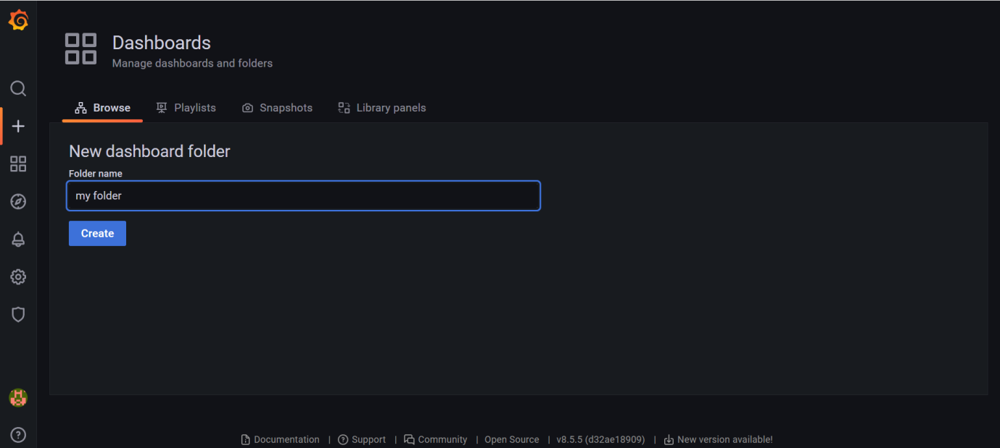 Dashboards
Manage dashboards and folders
Browse Playlists Snapshots Library panels
New dashboard folder
Folder name
my folder
Create
Documentation | Support | Community | Open Source | v8.5.5 (d32ae18909) | New version available!